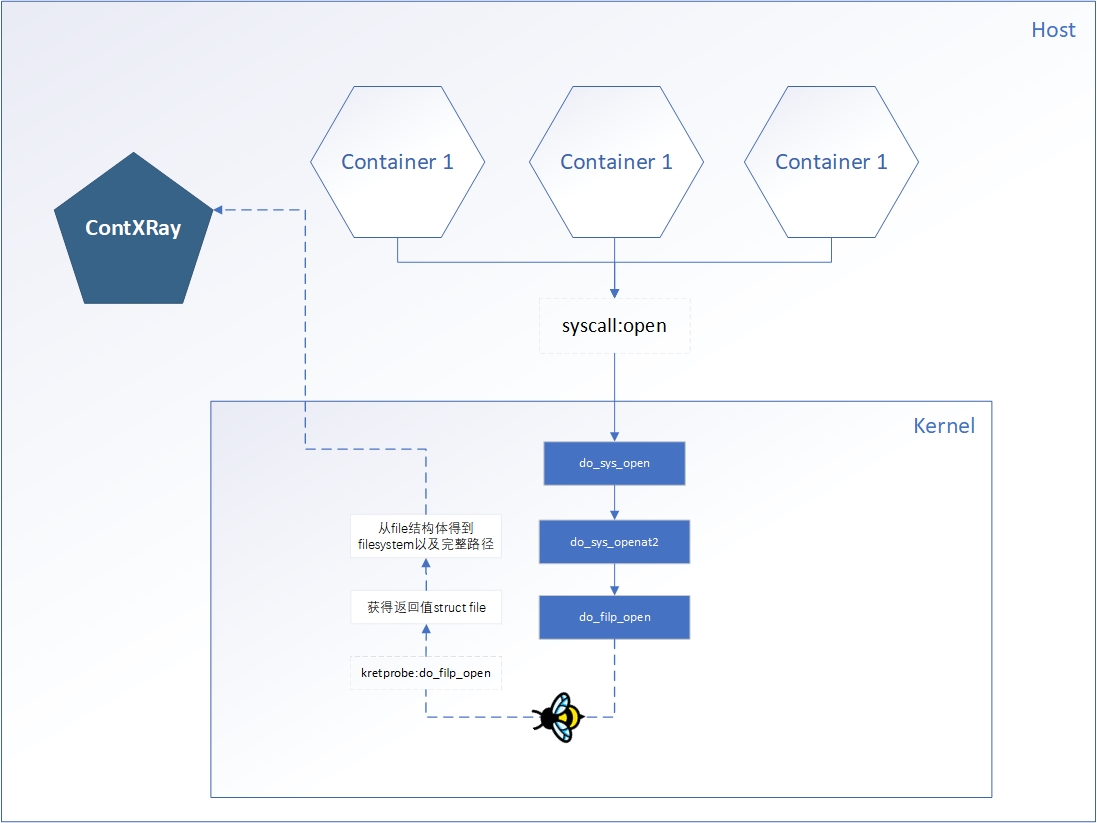 Host
Container 1
Container 1
Container 1
ContXRay
syscall:open
Kernel
do_sys_open
从file结构体得到
filesystem以及完整路径
do_sys_openat2
获得返回值struct file
do_filp_open
kretprobe:do_filp_open